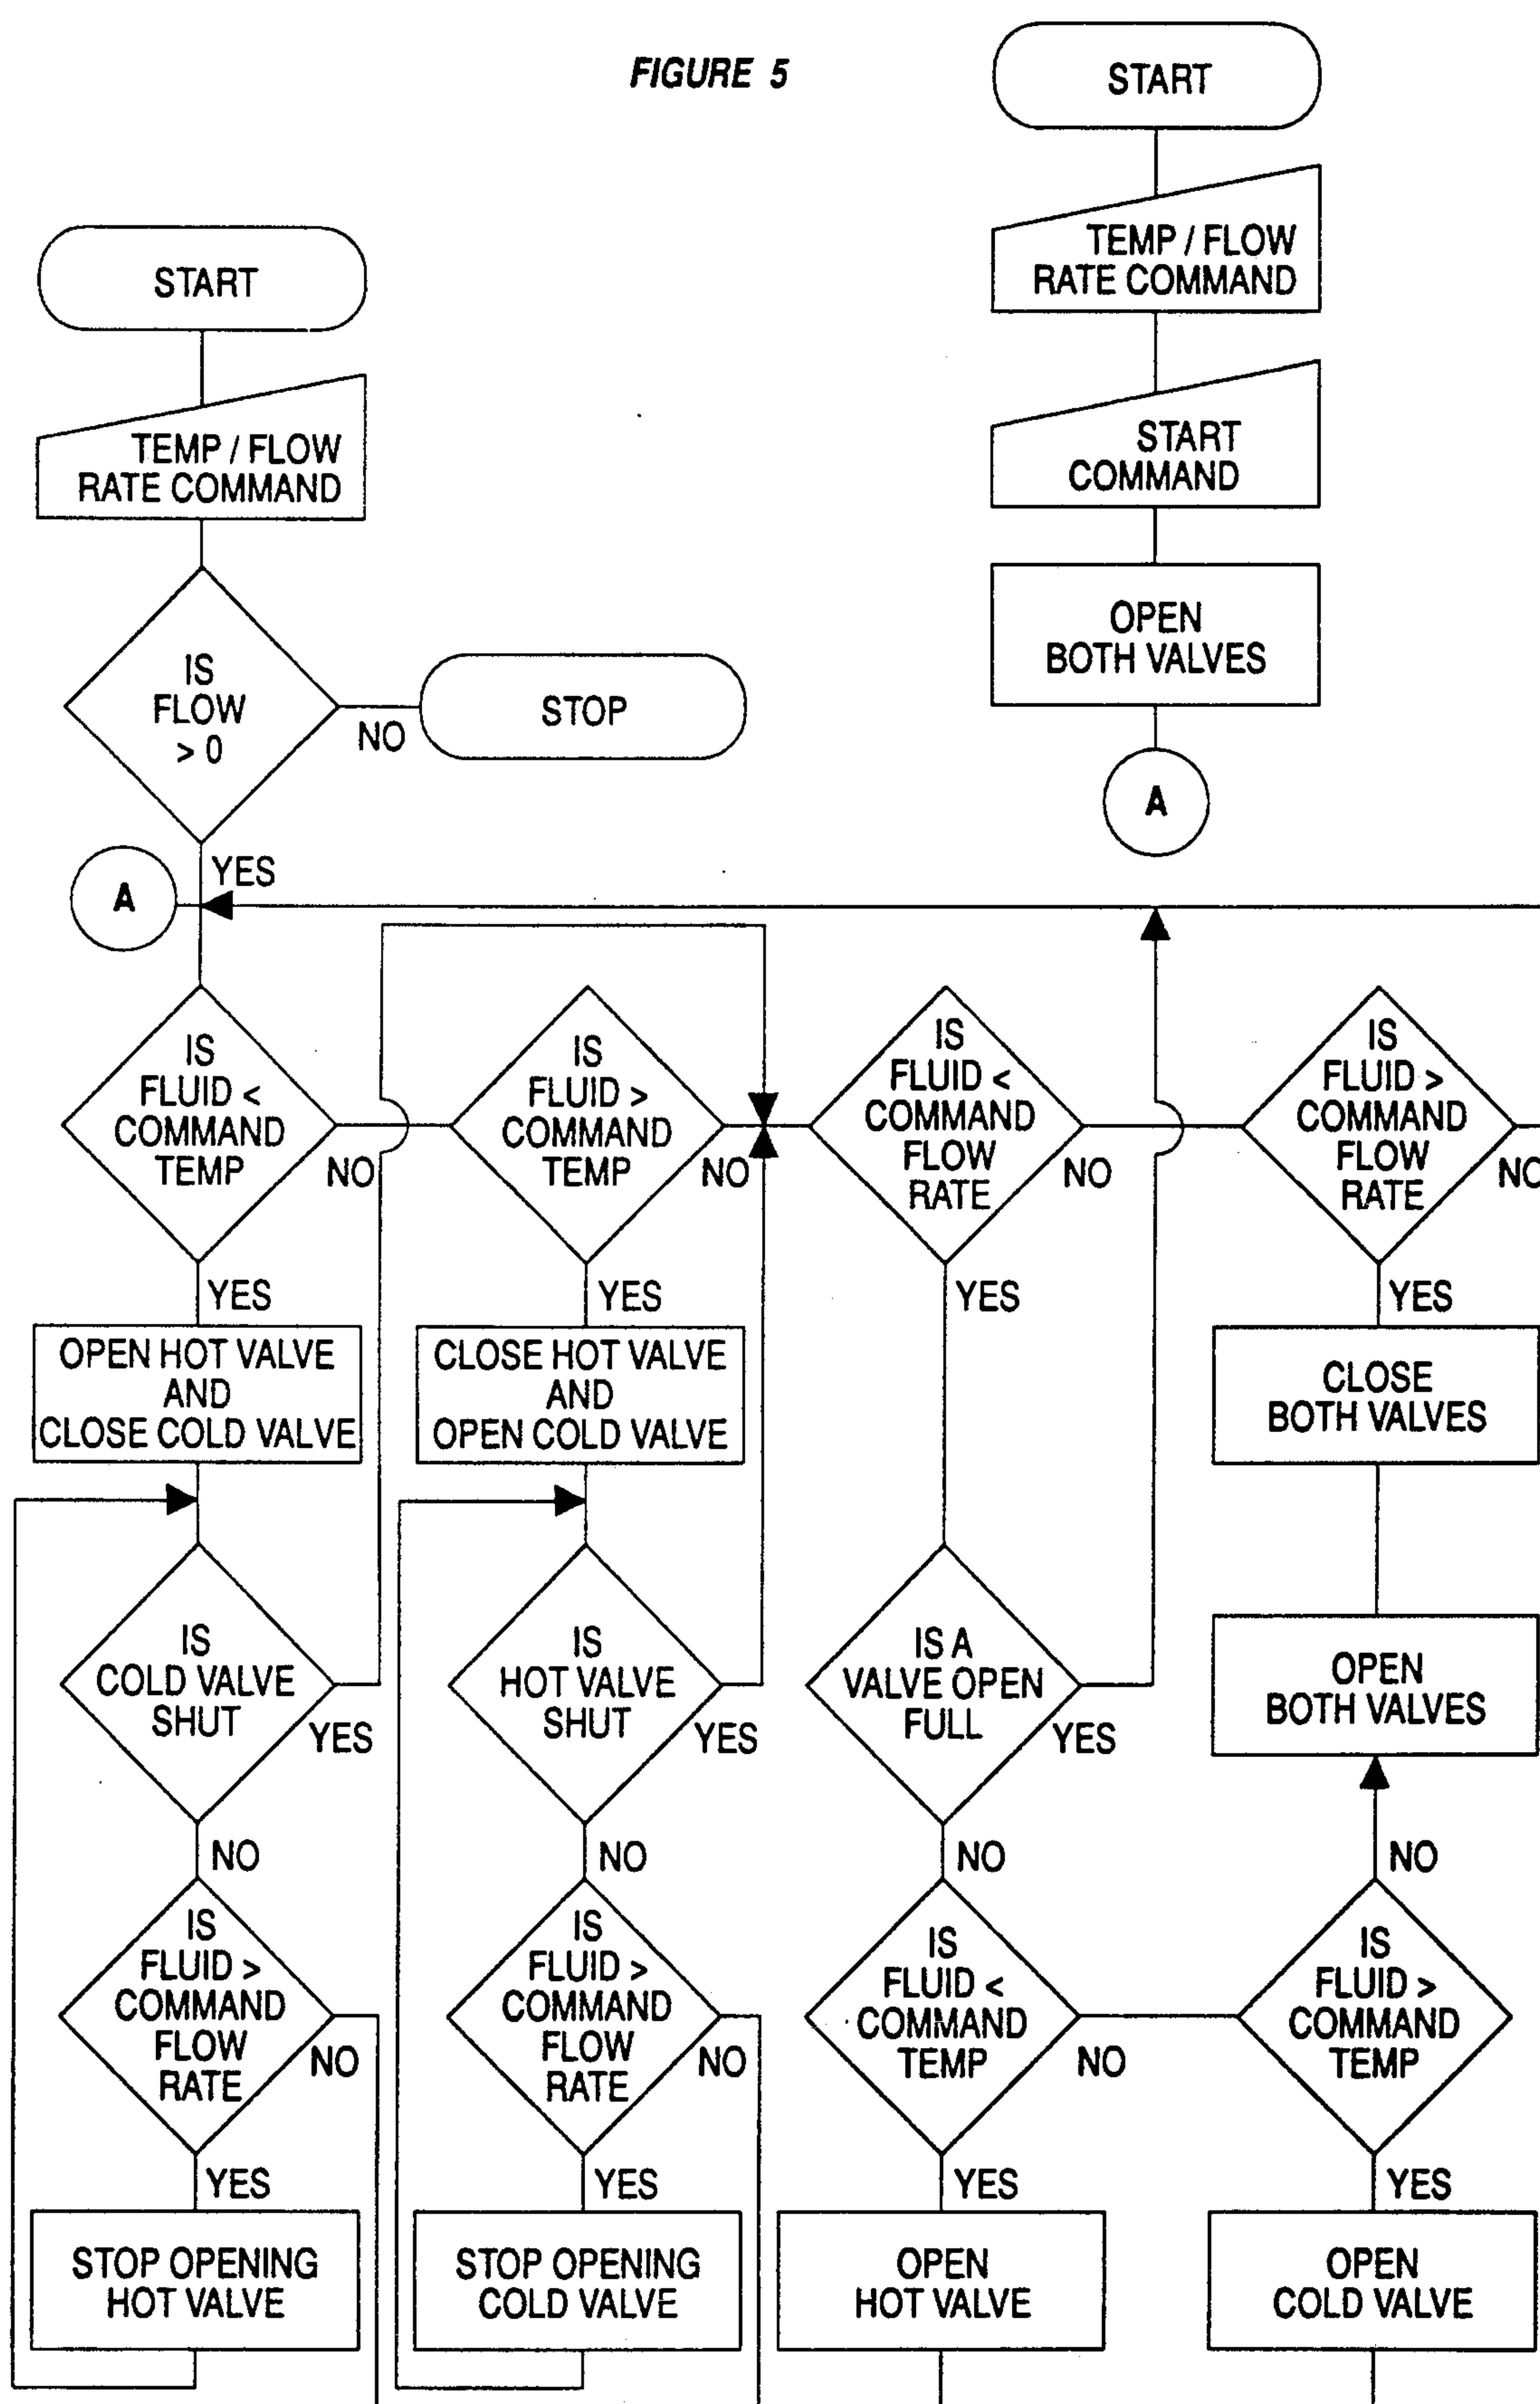 FIGURE 5
START
TEMP / FLOW
RATE COMMAND
START
COMMAND
OPEN
BOTH VALVES
A
START
TEMP / FLOW
RATE COMMAND
IS
FLOW
> 0
NO
STOP
YES
A
IS
FLUID <
COMMAND
TEMP
NO
IS
FLUID >
COMMAND
TEMP
NO
IS
FLUID <
COMMAND
FLOW
RATE
NO
IS
FLUID >
COMMAND
FLOW
RATE
NO
YES
YES
YES
YES
OPEN HOT VALVE
AND
CLOSE COLD VALVE
CLOSE HOT VALVE
AND
OPEN COLD VALVE
CLOSE
BOTH VALVES
IS
COLD VALVE
SHUT
YES
IS
HOT VALVE
SHUT
YES
IS A
VALVE OPEN
FULL
YES
OPEN
BOTH VALVES
NO
NO
NO
NO
IS
FLUID >
COMMAND
FLOW
RATE
NO
IS
FLUID >
COMMAND
FLOW
RATE
NO
IS
FLUID <
COMMAND
TEMP
NO
IS
FLUID >
COMMAND
TEMP
YES
YES
YES
YES
STOP OPENING
HOT VALVE
STOP OPENING
COLD VALVE
OPEN
HOT VALVE
OPEN
COLD VALVE